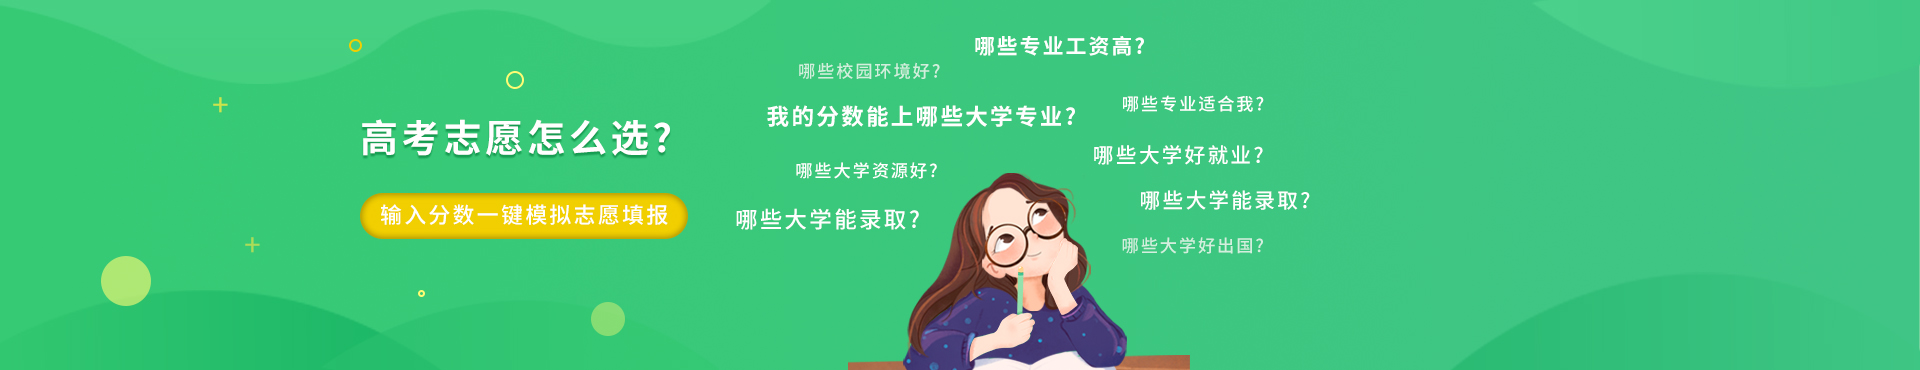 高考志愿怎么选?
输入分数一键模拟志愿填报
哪些专业工资高?
哪些校园环境好?
哪些专业适合我?
我的分数能上哪些大学专业?
哪些大学好就业?
哪些大学资源好?
哪些大学能录取?
哪些大学能录取?
哪些大学好出国?